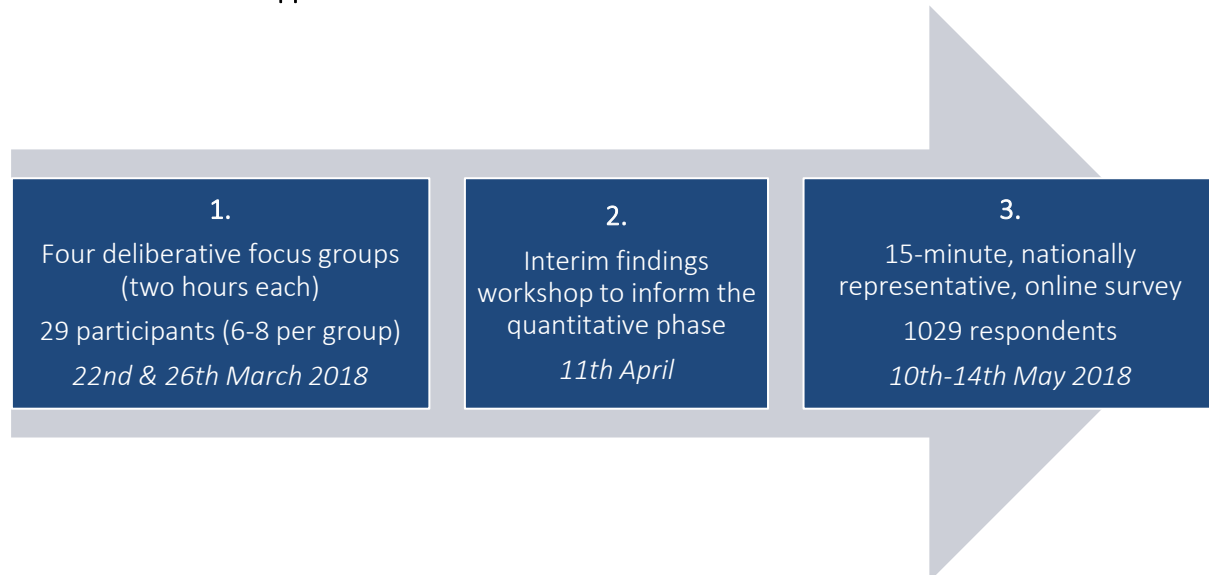 1.
Four deliberative focus groups
(two hours each)
29 participants (6-8 per group)
22nd & 26th March 2018
2.
Interim findings
workshop to inform the
quantitative phase
11th April
3.
15-minute, nationally
representative, online survey
1029 respondents
10th-14th May 2018